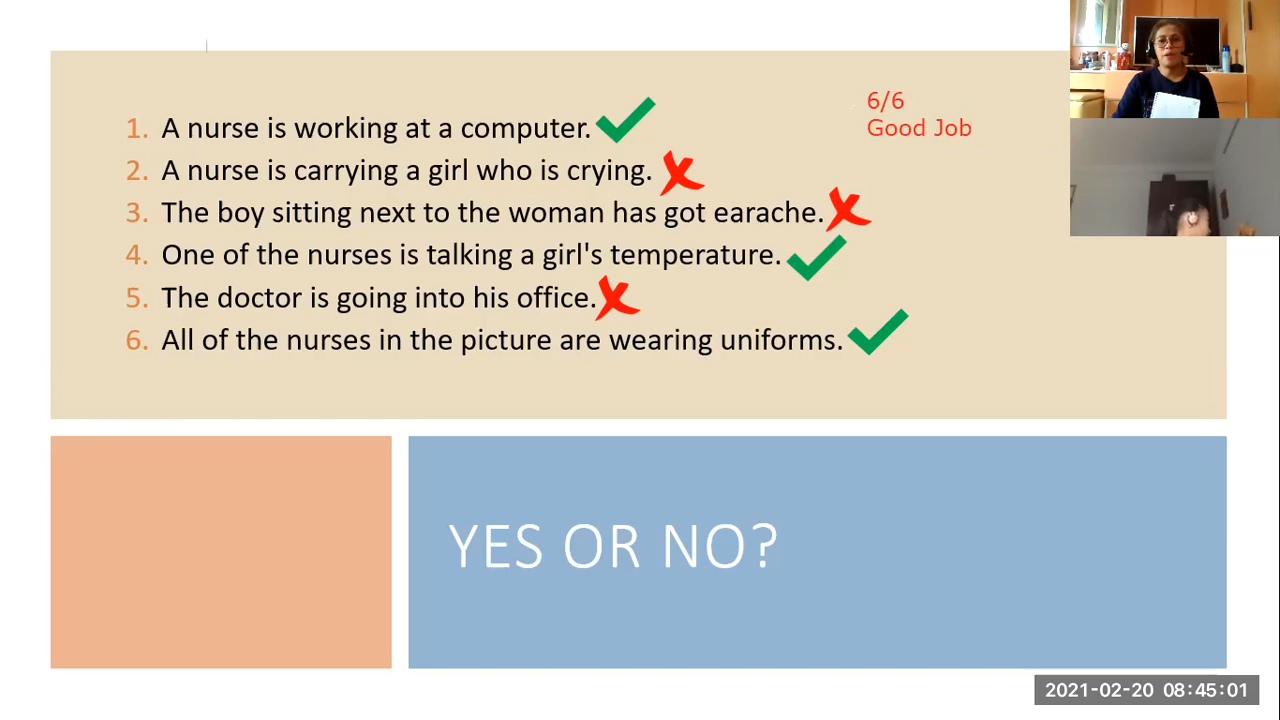 6/6
Good Job
1. A nurse is working at a computer.
2. A nurse is carrying a girl who is crying.
3. The boy sitting next to the woman has got earache.
4. One of the nurses is talking a girl's temperature.
5. The doctor is going into his office.
6. All of the nurses in the picture are wearing uniforms.
YES OR NO?
2021-02-20 08:45:01